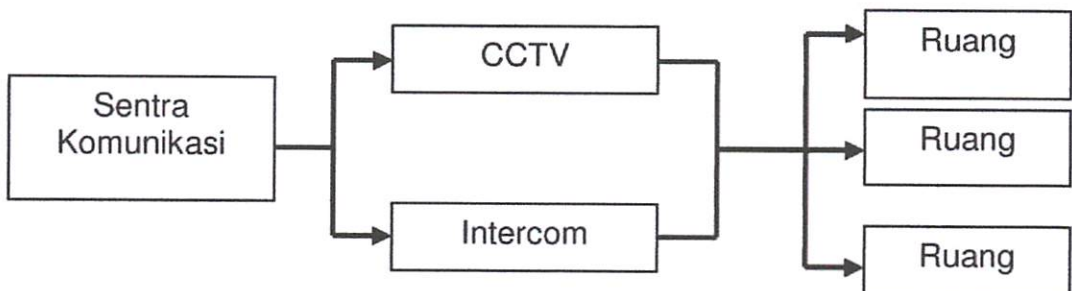 Sentra
Komunikasi
CCTV
Intercom
Ruang
Ruang
Ruang